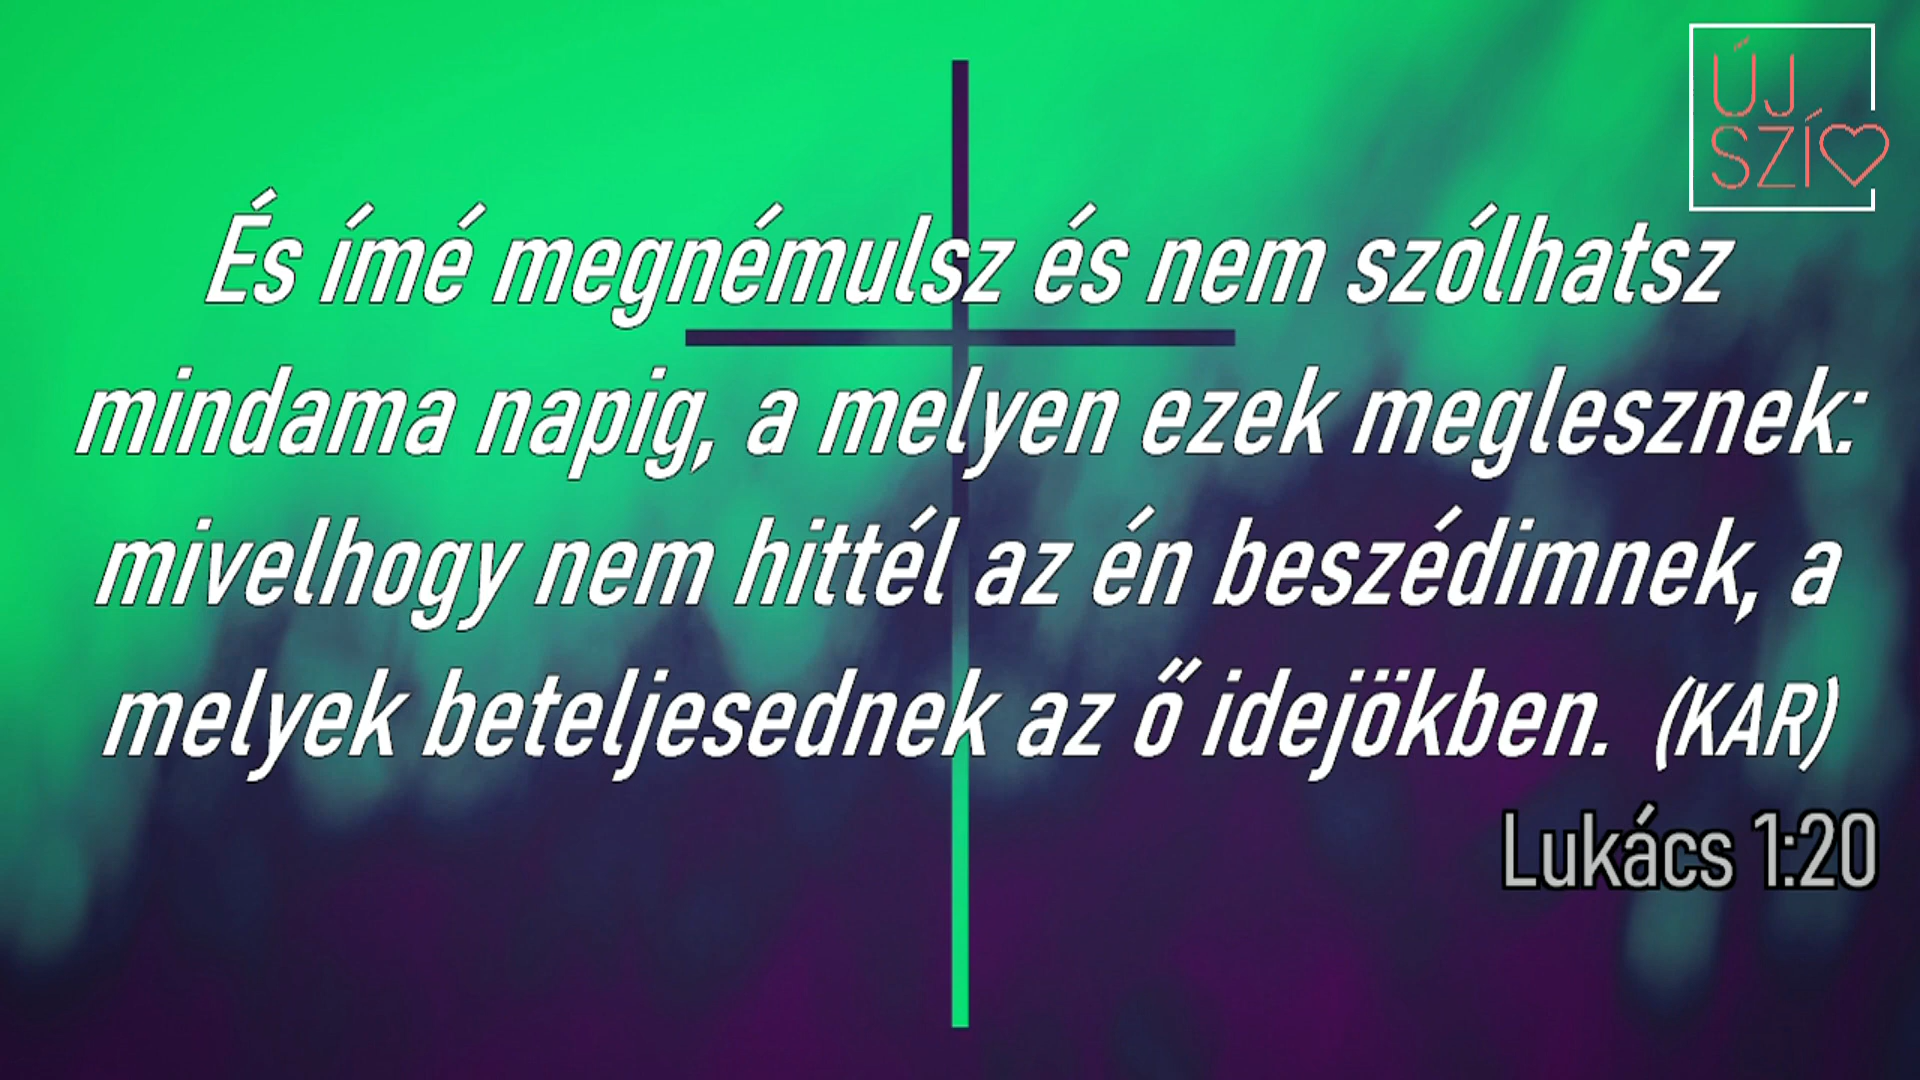 ÚJ
SZÍ
És ímé megnémulsz és nem szólhatsz
mindama napig, a melyen ezek meglesznek:
mivelhogy nem hittél az én beszédimnek, a
melyek beteljesednek az ő idejökben. (KAR)
Lukács 1:20